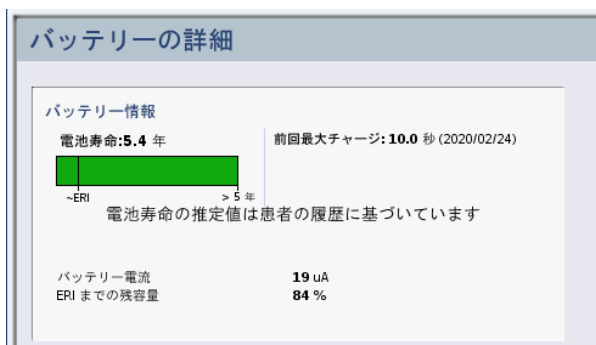 バッテリーの詳細
バッテリー情報
電池寿命:5.4 年
前回最大チャージ: 10.0 秒 (2020/02/24)
~ERI
> 5 年
電池寿命の推定値は患者の履歴に基づいています
バッテリー電流 19 uA
ERI までの残容量 84 %